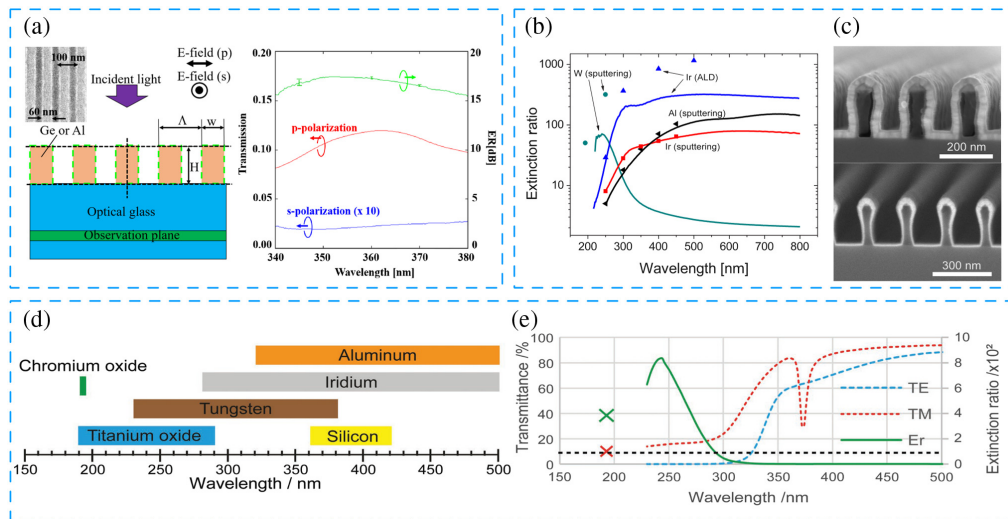 (a)
100 nm
60 nm
Ge or Al
Incident light
E-field (p)
E-field (s)
Λ
w
H
Optical glass
Observation plane
0.20
0.15
0.10
0.05
0.00
Transmission
20
15
10
5
0
ER(dB)
p-polarization
s-polarization (x 10)
340
350
360
370
380
Wavelength [nm]
(b)
Extinction ratio
1000
100
10
W (sputtering)
Ir (ALD)
Al (sputtering)
Ir (sputtering)
200
300
400
500
600
700
800
Wavelength [nm]
(c)
200 nm
300 nm
(d)
Aluminum
Chromium oxide
Iridium
Tungsten
Titanium oxide
Silicon
150
200
250
300
350
400
450
500
Wavelength / nm
(e)
Transmittance /%
100
80
60
40
20
0
TE
TM
Er
10
8
6
4
2
0
Extinction ratio /x10²
150
200
250
300
350
400
450
500
Wavelength /nm